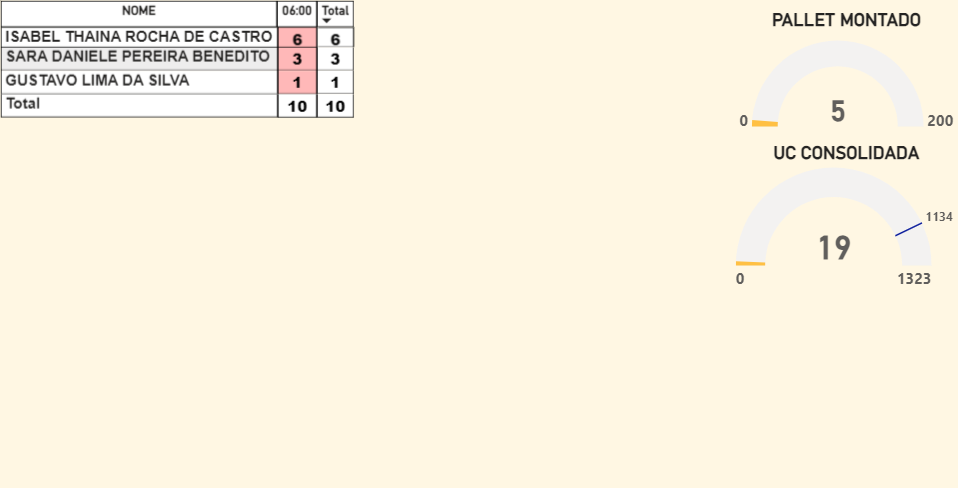 NOME 06:00 Total
ISABEL THAINA ROCHA DE CASTRO 6 6
SARA DANIELE PEREIRA BENEDITO 3 3
GUSTAVO LIMA DA SILVA 1 1
Total 10 10
PALLET MONTADO
5
0 200
UC CONSOLIDADA
1134
19
0 1323